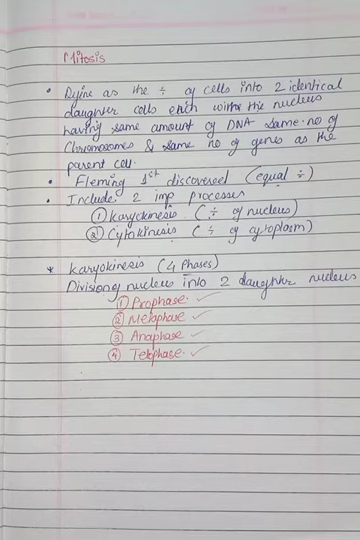 Mitosis
• Define as the ÷ of cells into 2 identical
daughter cells each with the nucleus
having same amount of DNA same no of
Chromosomes & same no of genes as the
parent cell.
• Fleming 1st discovered (equal ÷)
• Include 2 imp processes
① Karyokinesis (÷ of nucleus)
② Cytokinesis (÷ of cytoplasm)
* Karyokinesis (4 Phases)
Division of nucleus into 2 daughter nucleus
① Prophase. ✓
② Metaphase ✓
③ Anaphase ✓
④ Telophase. ✓